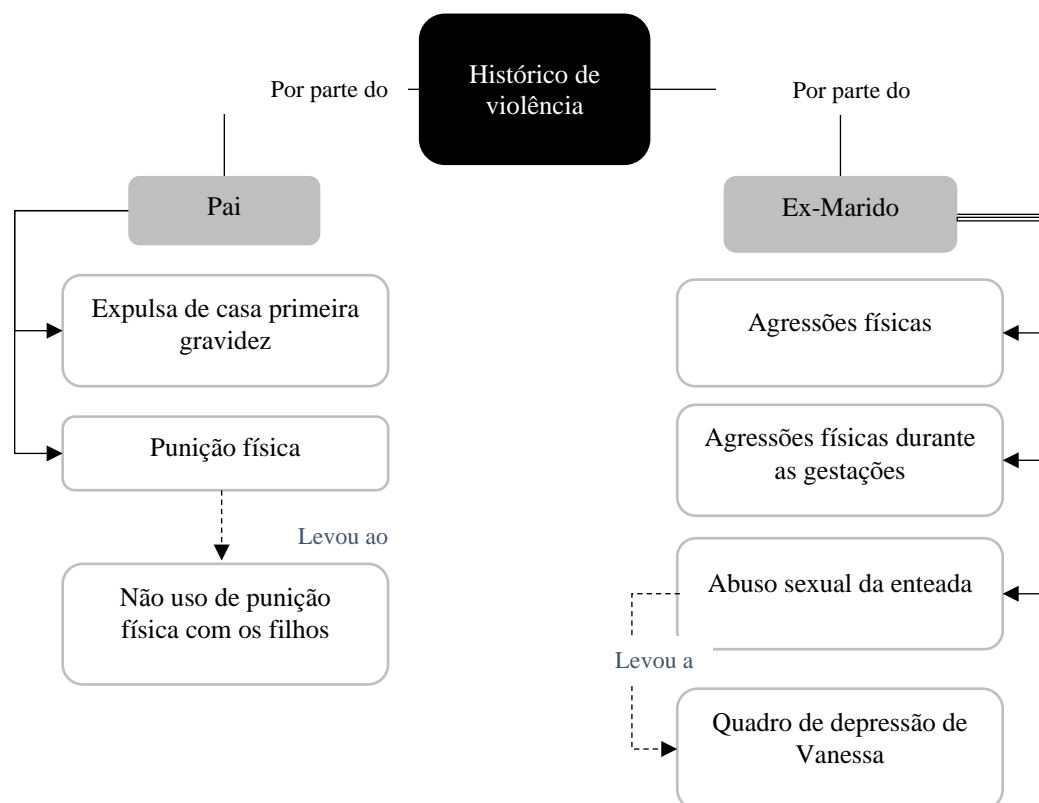 Histórico de
violência
Por parte do
Por parte do
Pai
Ex-Marido
Expulsa de casa primeira
gravidez
Punição física
Levou ao
Não uso de punição
física com os filhos
Agressões físicas
Agressões físicas durante
as gestações
Abuso sexual da enteada
Levou a
Quadro de depressão de
Vanessa